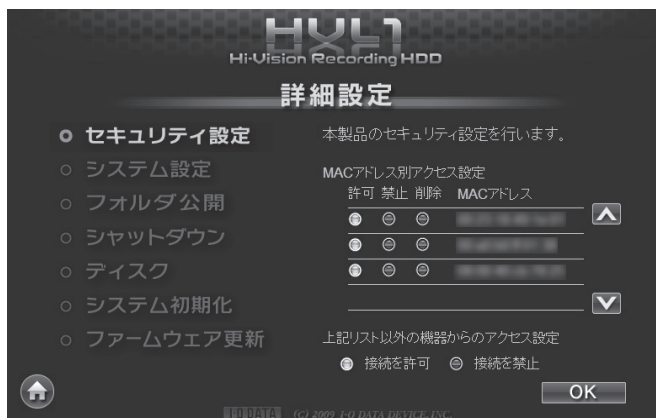 HVL1
Hi-Vision Recording HDD
詳細設定
セキュリティ設定
システム設定
フォルダ公開
シャットダウン
ディスク
システム初期化
ファームウェア更新
本製品のセキュリティ設定を行います。
MACアドレス別アクセス設定
許可 禁止 削除 MACアドレス
上記リスト以外の機器からのアクセス設定
接続を許可 接続を禁止
OK
I-O DATA (C) 2009 I-O DATA DEVICE, INC.